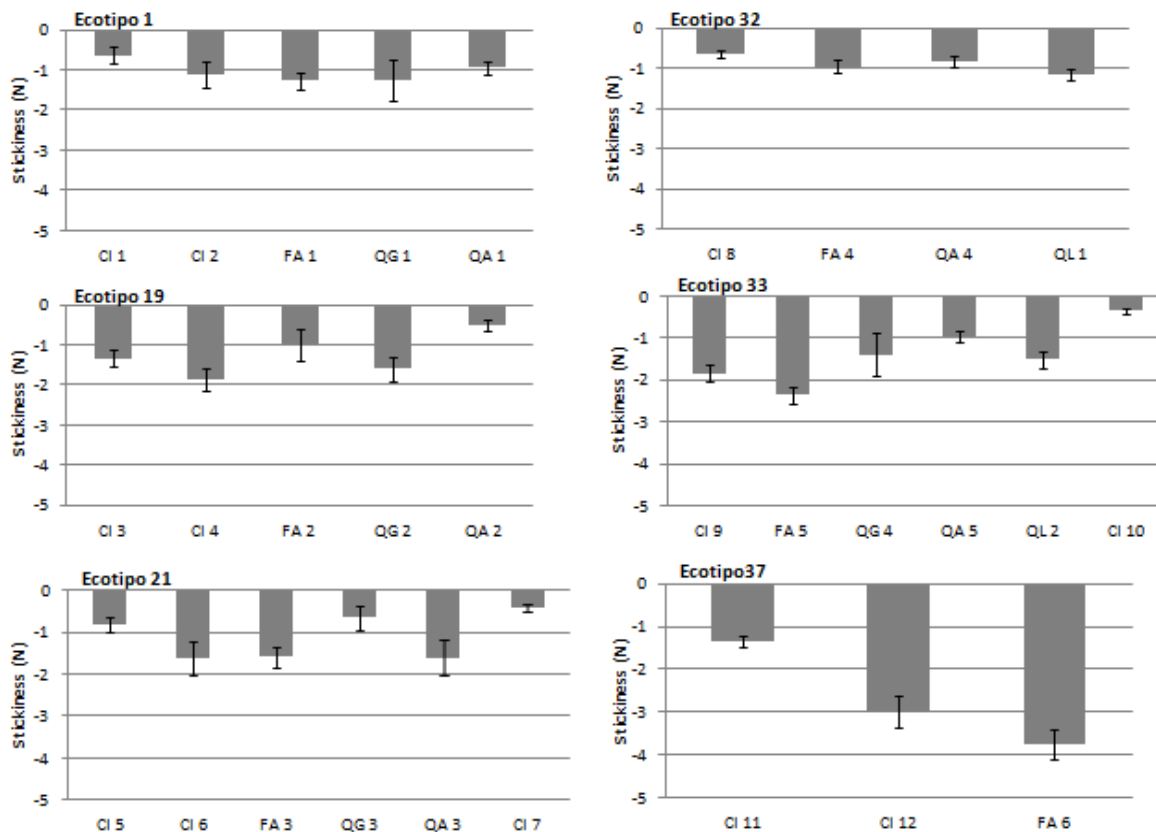 Ecotipo 1
Stickiness (N)
0
-1
-2
-3
-4
-5
CI 1 CI 2 FA 1 QG 1 QA 1
Ecotipo 32
Stickiness (N)
0
-1
-2
-3
-4
-5
CI 8 FA 4 QA 4 QL 1
Ecotipo 19
Stickiness (N)
0
-1
-2
-3
-4
-5
CI 3 CI 4 FA 2 QG 2 QA 2
Ecotipo 33
Stickiness (N)
0
-1
-2
-3
-4
-5
CI 9 FA 5 QG 4 QA 5 QL 2 CI 10
Ecotipo 21
Stickiness (N)
0
-1
-2
-3
-4
-5
CI 5 CI 6 FA 3 QG 3 QA 3 CI 7
Ecotipo37
Stickiness (N)
0
-1
-2
-3
-4
-5
CI 11 CI 12 FA 6